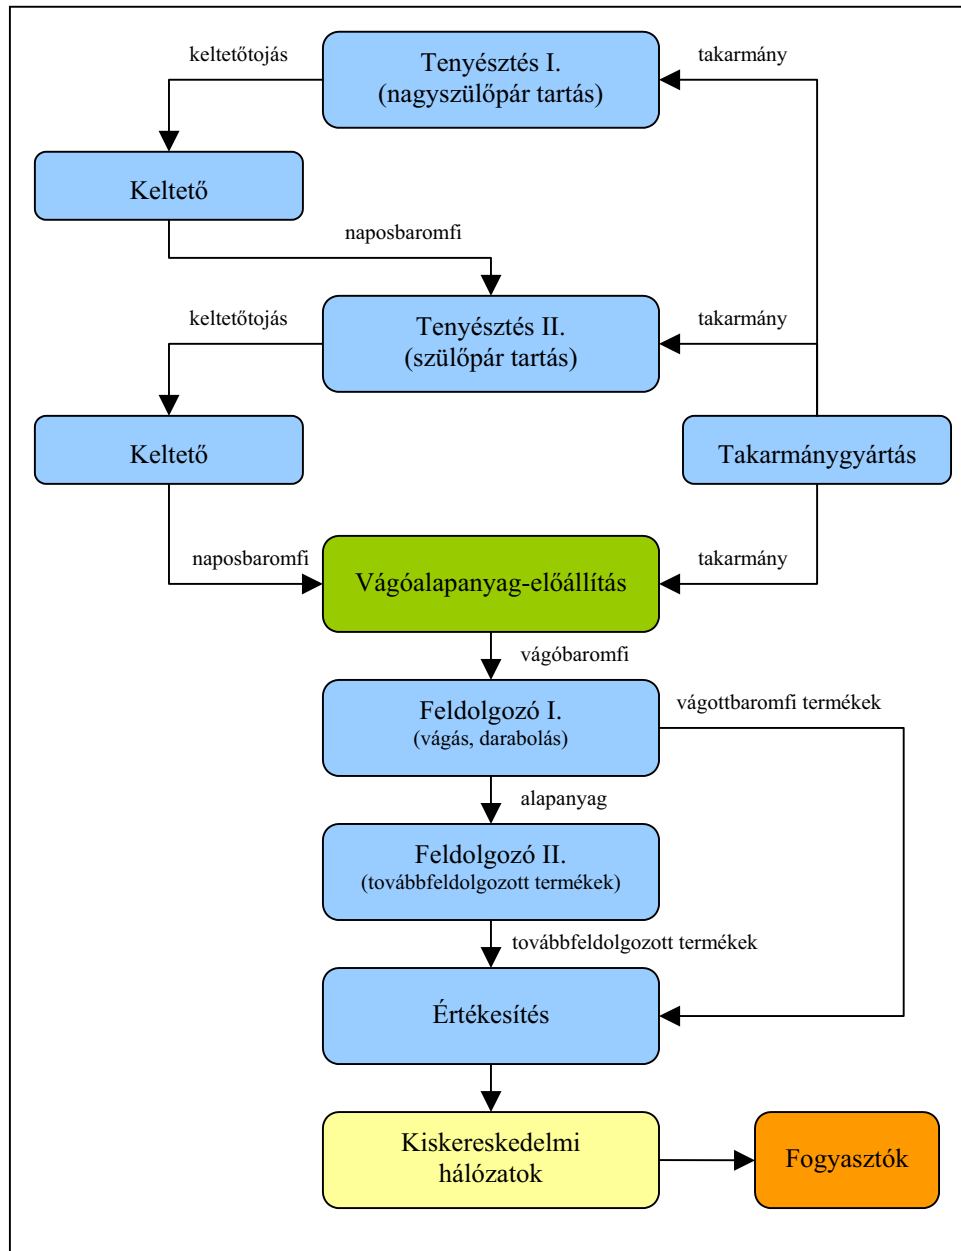 keltetőtojás
Tenyésztés I.
(nagyszülőpár tartás)
takarmány
Keltető
naposbaromfi
keltetőtojás
Tenyésztés II.
(szülőpár tartás)
takarmány
Keltető
Takarmánygyártás
naposbaromfi
Vágóalapanyag-előállítás
takarmány
vágóbaromfi
Feldolgozó I.
(vágás, darabolás)
vágottbaromfi termékek
alapanyag
Feldolgozó II.
(továbbfeldolgozott termékek)
továbbfeldolgozott termékek
Értékesítés
Kiskereskedelmi
hálózatok
Fogyasztók